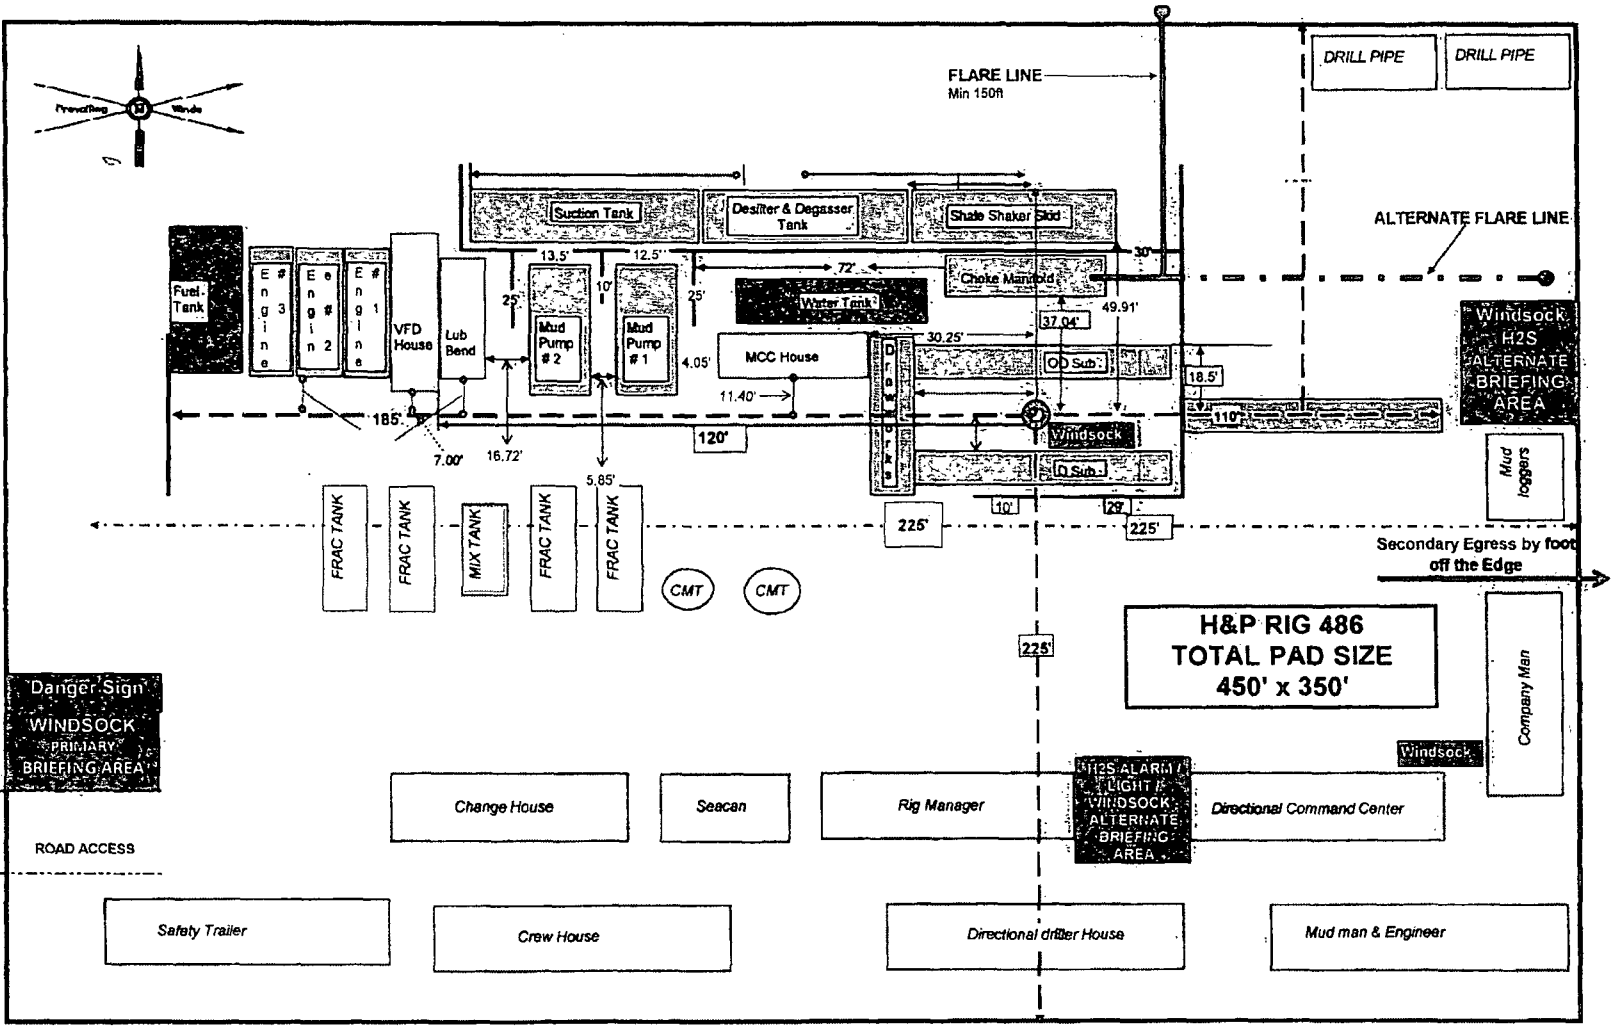 DRILL PIPE
DRILL PIPE
FLARE LINE
Min 150ft
Prevailing
Winds
N
ALTERNATE FLARE LINE
Suction Tank
Desilter & Degasser
Tank
Shale Shaker Skid
13.5'
12.5'
72'
30'
Choke Manifold
Fuel
Tank
Engine # 3
Engine # 2
Engine # 1
VFD
House
Lub
Bend
25'
10'
25'
Mud
Pump
# 2
Mud
Pump
# 1
4.05'
Water Tank
MCC House
11.40'
30.25'
37.04'
49.91'
Drawworks
OD Sub
18.5'
Windsock
H2S
ALTERNATE
BRIEFING
AREA
185'
120'
110'
7.00'
16.72'
5.85'
Windsock
D Sub
10'
29'
Mud
loggers
225'
225'
FRAC TANK
FRAC TANK
MIX TANK
FRAC TANK
FRAC TANK
CMT
CMT
Secondary Egress by foot
off the Edge
225'
H&P RIG 486
TOTAL PAD SIZE
450' x 350'
Company Man
Danger Sign
WINDSOCK
PRIMARY
BRIEFING AREA
Windsock
Change House
Seacan
Rig Manager
H2S ALARM /
LIGHT /
WINDSOCK
ALTERNATE
BRIEFING
AREA
Directional Command Center
ROAD ACCESS
Safety Trailer
Crew House
Directional driller House
Mud man & Engineer